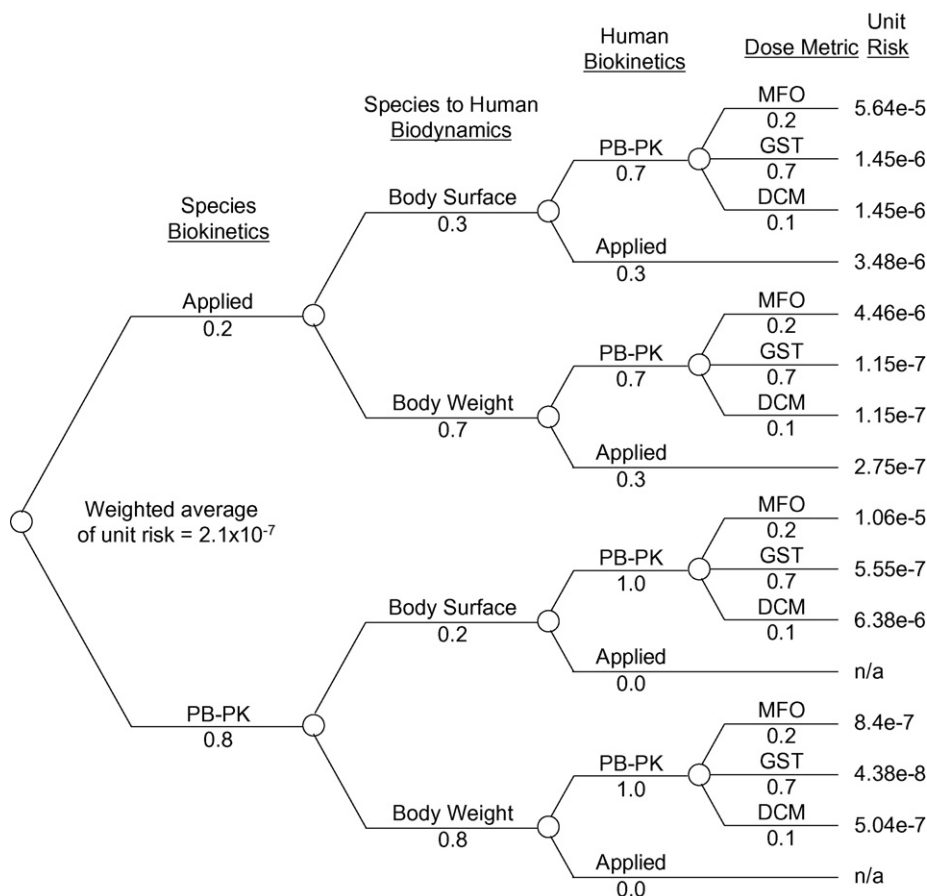 Unit
Human
Dose Metric Risk
Biokinetics
MFO
5.64e-5
Species to Human
0.2
Biodynamics
PB-PK
GST
1.45e-6
0.7
0.7
Species
Body Surface
DCM
1.45e-6
Biokinetics
0.3
0.1
Applied
3.48e-6
0.3
Applied
MFO
4.46e-6
0.2
0.2
PB-PK
GST
1.15e-7
0.7
0.7
Body Weight
DCM
1.15e-7
0.7
0.1
Applied
2.75e-7
0.3
Weighted average
of unit risk = 2.1x10⁻⁷
MFO
1.06e-5
0.2
PB-PK
GST
5.55e-7
1.0
0.7
Body Surface
DCM
6.38e-6
0.2
0.1
Applied
n/a
0.0
PB-PK
MFO
8.4e-7
0.8
0.2
PB-PK
GST
4.38e-8
1.0
0.7
Body Weight
DCM
5.04e-7
0.8
0.1
Applied
n/a
0.0